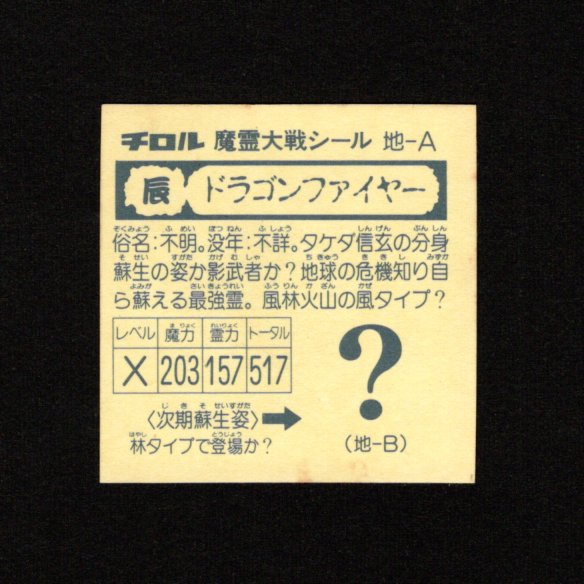 チロル 魔霊大戦シール 地-A
辰 ドラゴンファイヤー
俗名:不明。没年:不詳。タケダ信玄の分身
蘇生の姿か影武者か?地球の危機知り自
ら蘇える最強霊。風林火山の風タイプ?
レベル 魔力 霊力 トータル
X 203 157 517
?
〈次期蘇生姿〉➡
林タイプで登場か?
(地-B)